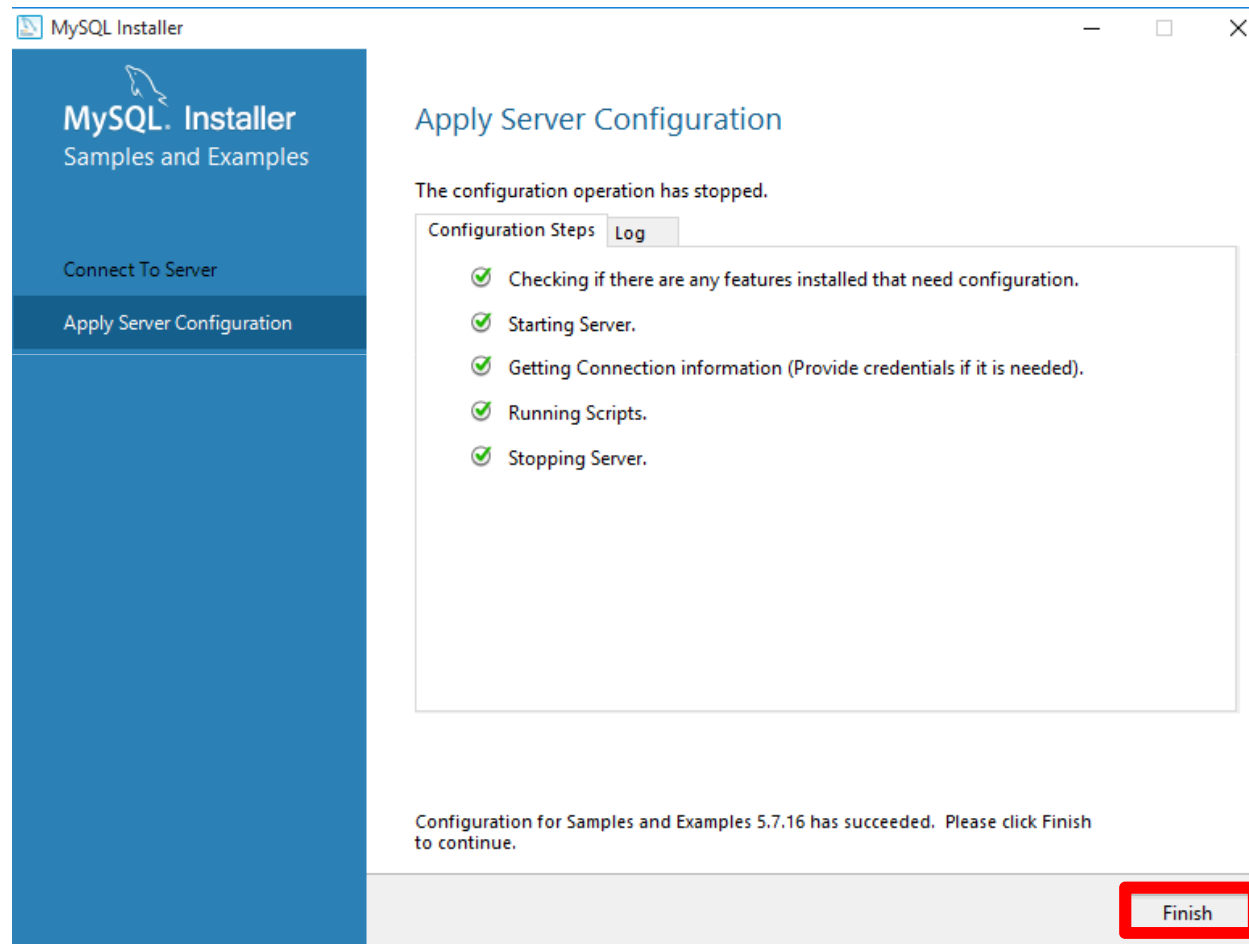 MySQL Installer
MySQL. Installer
Samples and Examples
Connect To Server
Apply Server Configuration
Apply Server Configuration
The configuration operation has stopped.
Configuration Steps Log
Checking if there are any features installed that need configuration.
Starting Server.
Getting Connection information (Provide credentials if it is needed).
Running Scripts.
Stopping Server.
Configuration for Samples and Examples 5.7.16 has succeeded. Please click Finish
to continue.
Finish